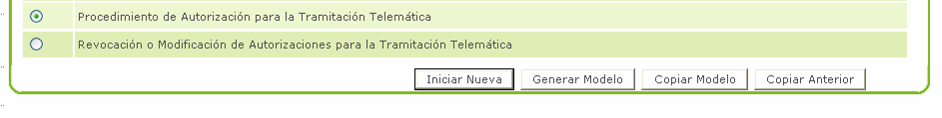 Procedimiento de Autorización para la Tramitación Telemática
Revocación o Modificación de Autorizaciones para la Tramitación Telemática
Iniciar Nueva Generar Modelo Copiar Modelo Copiar Anterior